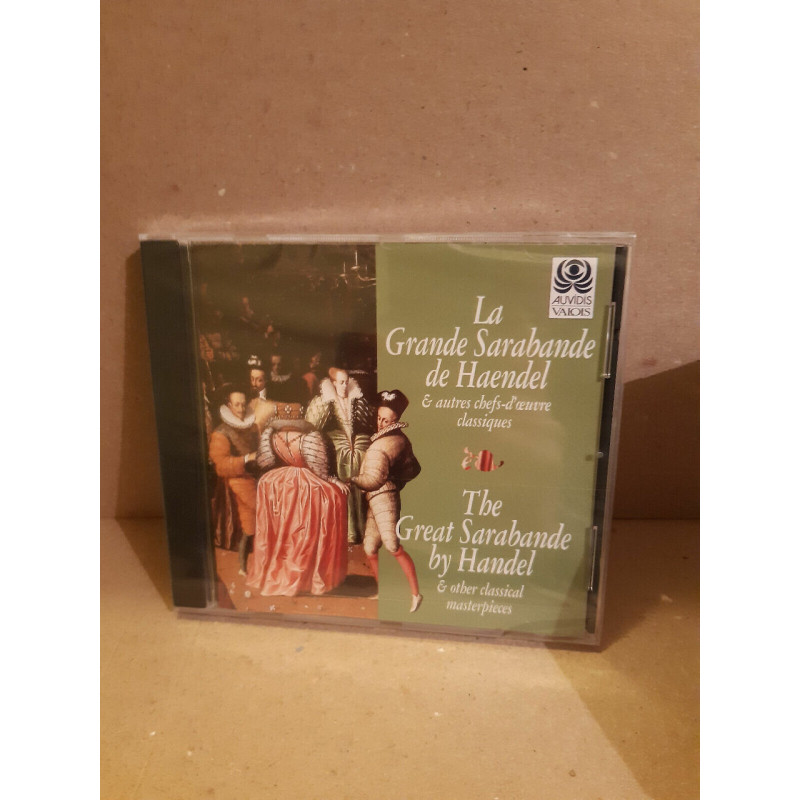 AUVIDIS
VALOIS
La
Grande Sarabande
de Haendel
& autres chefs-d'œuvre
classiques
The
Great Sarabande
by Handel
& other classical
masterpieces